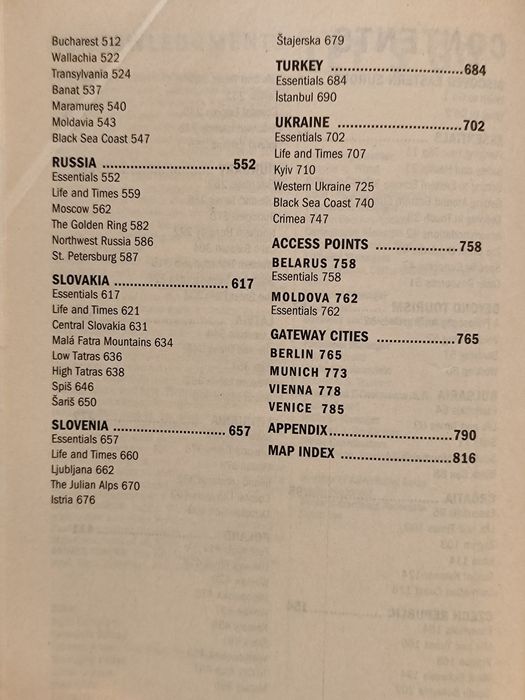 Bucharest 512
Wallachia 522
Transylvania 524
Banat 537
Maramureș 540
Moldavia 543
Black Sea Coast 547
RUSSIA .............................. 552
Essentials 552
Life and Times 559
Moscow 562
The Golden Ring 582
Northwest Russia 586
St. Petersburg 587
SLOVAKIA .......................... 617
Essentials 617
Life and Times 621
Central Slovakia 631
Malá Fatra Mountains 634
Low Tatras 636
High Tatras 638
Spiš 646
Šariš 650
SLOVENIA .......................... 657
Essentials 657
Life and Times 660
Ljubljana 662
The Julian Alps 670
Istria 676
Štajerska 679
TURKEY ..............................684
Essentials 684
İstanbul 690
UKRAINE ............................702
Essentials 702
Life and Times 707
Kyiv 710
Western Ukraine 725
Black Sea Coast 740
Crimea 747
ACCESS POINTS ..................758
BELARUS 758
Essentials 758
MOLDOVA 762
Essentials 762
GATEWAY CITIES .................765
BERLIN 765
MUNICH 773
VIENNA 778
VENICE 785
APPENDIX...........................790
MAP INDEX ........................816